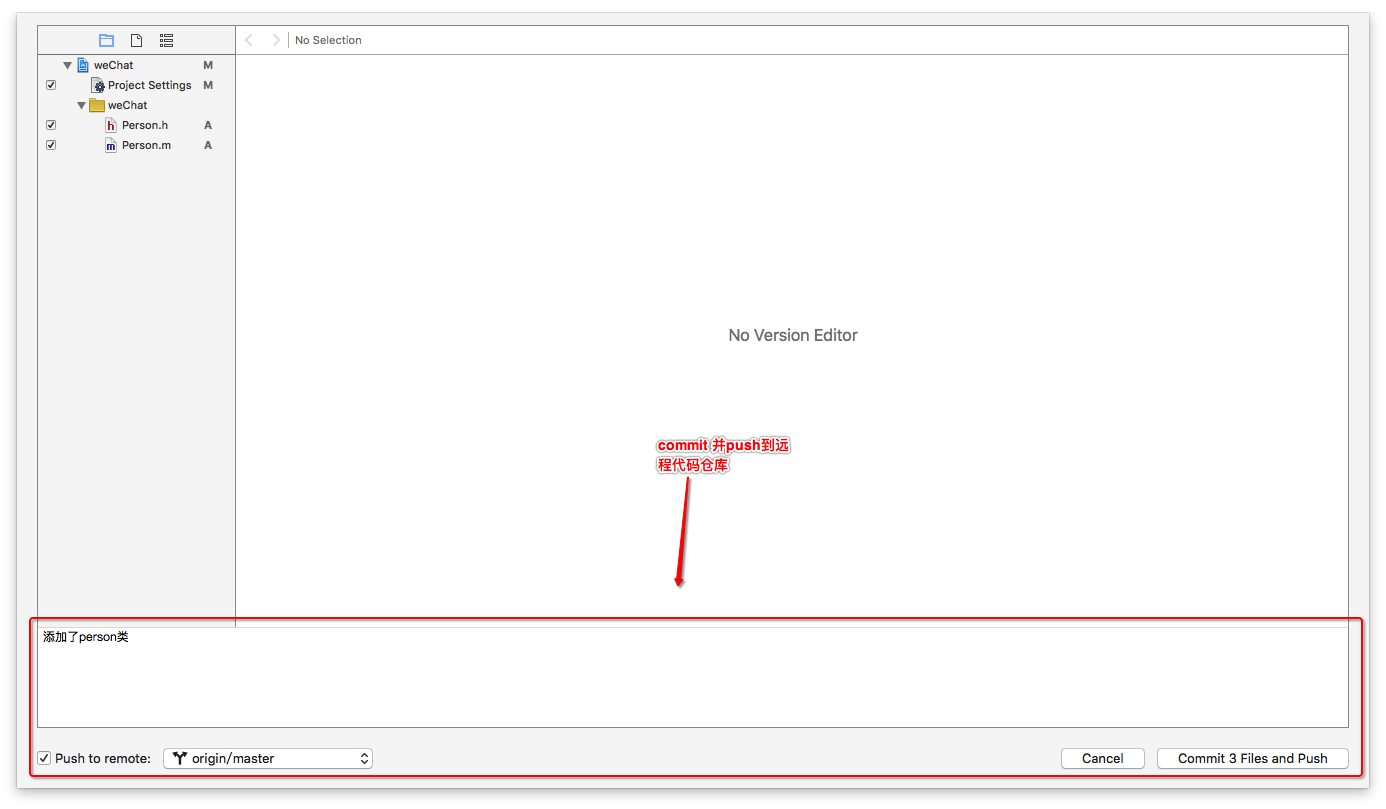 No Selection
weChat M
Project Settings M
weChat
Person.h A
Person.m A
No Version Editor
commit 并push到远
程代码仓库
添加了person类
Push to remote: origin/master Cancel Commit 3 Files and Push